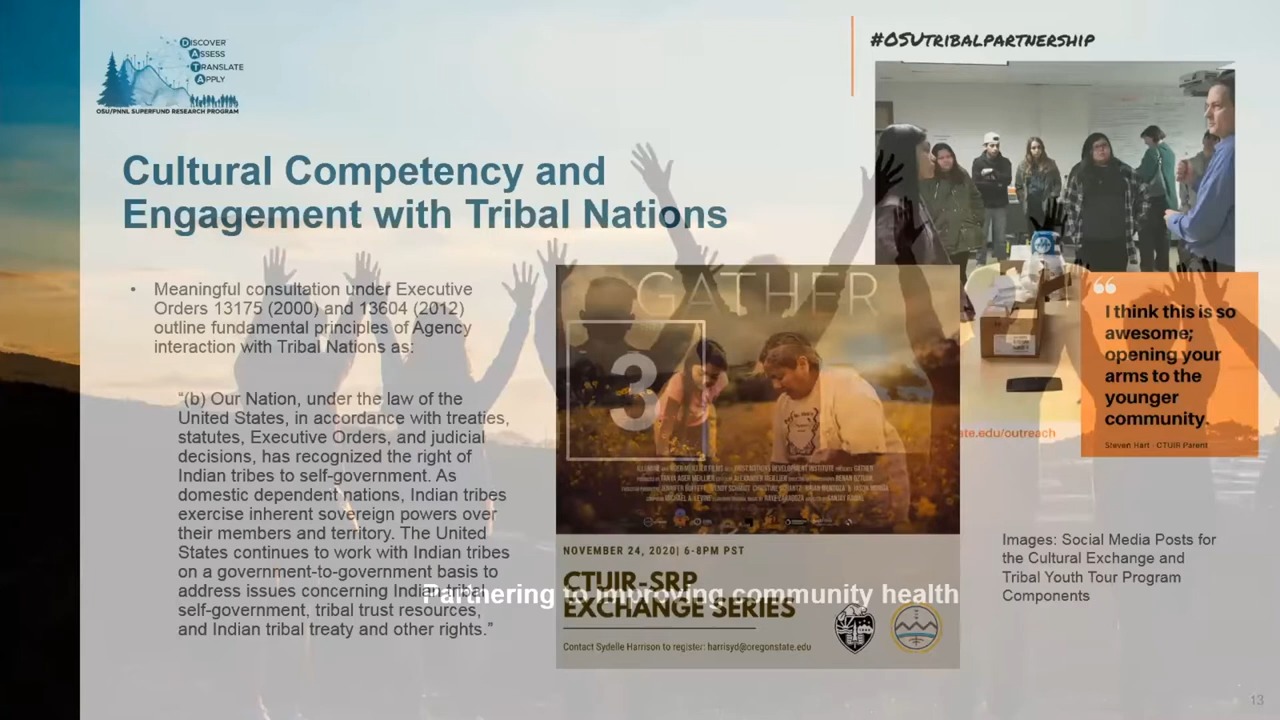 DISCOVER
ASSESS
TRANSLATE
APPLY
OSU/PNNL SUPERFUND RESEARCH PROGRAM
#OSUTRIBALPARTNERSHIP
Cultural Competency and
Engagement with Tribal Nations
• Meaningful consultation under Executive
Orders 13175 (2000) and 13604 (2012)
outline fundamental principles of Agency
interaction with Tribal Nations as:
“(b) Our Nation, under the law of the
United States, in accordance with treaties,
statutes, Executive Orders, and judicial
decisions, has recognized the right of
Indian tribes to self-government. As
domestic dependent nations, Indian tribes
exercise inherent sovereign powers over
their members and territory. The United
States continues to work with Indian tribes
on a government-to-government basis to
address issues concerning Indian tribal
self-government, tribal trust resources,
and Indian tribal treaty and other rights.”
GATHER
3
NOVEMBER 24, 2020| 6-8PM PST
CTUIR-SRP
EXCHANGE SERIES
Contact Sydelle Harrison to register: harrisyd@oregonstate.edu
Partnering to improving community health
“
I think this is so
awesome;
opening your
arms to the
younger
community.
Steven Hart - CTUIR Parent
ate.edu/outreach
Images: Social Media Posts for
the Cultural Exchange and
Tribal Youth Tour Program
Components
13